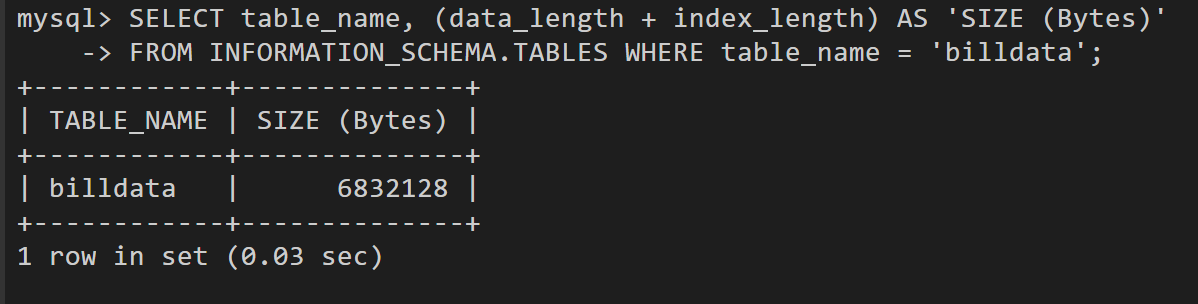 mysql> SELECT table_name, (data_length + index_length) AS 'SIZE (Bytes)'
    -> FROM INFORMATION_SCHEMA.TABLES WHERE table_name = 'billdata';
+------------+--------------+
| TABLE_NAME | SIZE (Bytes) |
+------------+--------------+
| billdata   |      6832128 |
+------------+--------------+
1 row in set (0.03 sec)